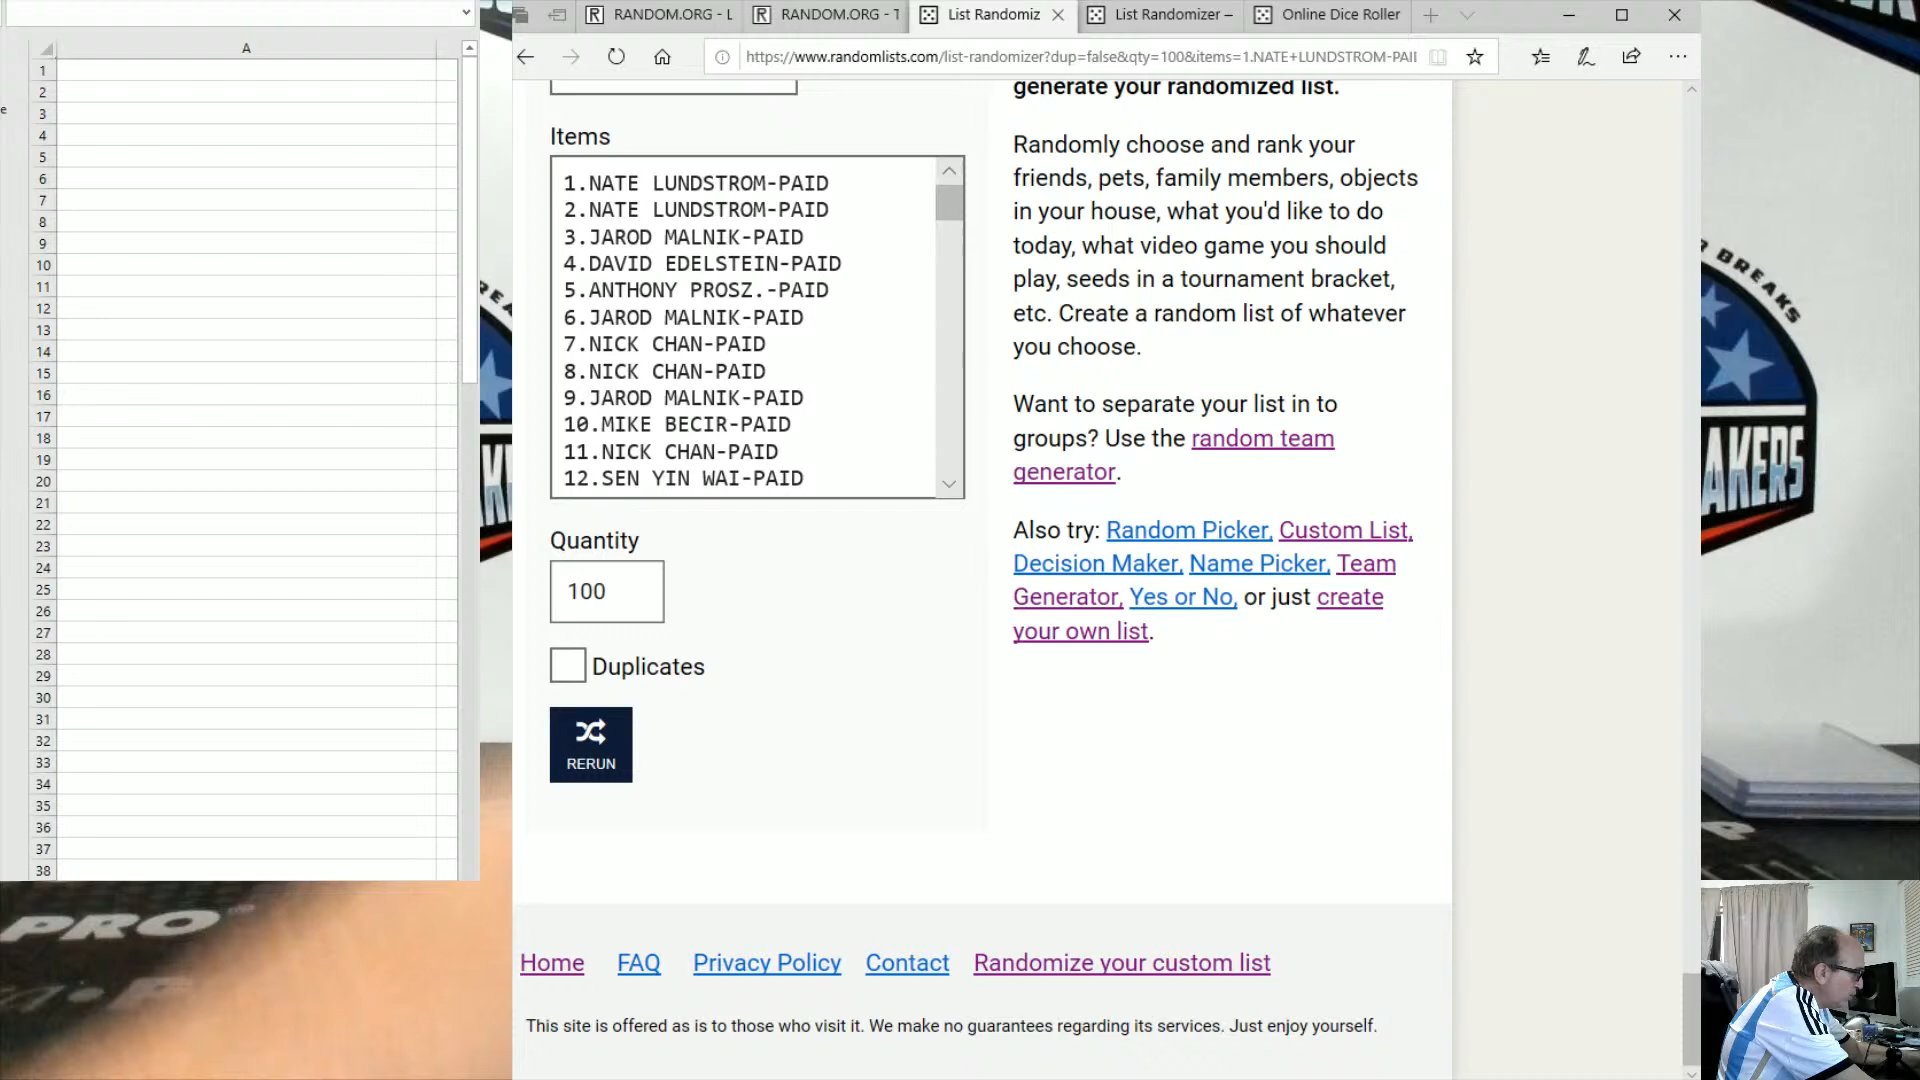 RANDOM.ORG - L
RANDOM.ORG - T
List Randomiz
List Randomizer –
Online Dice Roller
https://www.randomlists.com/list-randomizer?dup=false&qty=100&items=1.NATE+LUNDSTROM-PAI
A
1
2
3
4
5
6
7
8
9
10
11
12
13
14
15
16
17
18
19
20
21
22
23
24
25
26
27
28
29
30
31
32
33
34
35
36
37
38
Items
1.NATE LUNDSTROM-PAID
2.NATE LUNDSTROM-PAID
3.JAROD MALNIK-PAID
4.DAVID EDELSTEIN-PAID
5.ANTHONY PROSZ.-PAID
6.JAROD MALNIK-PAID
7.NICK CHAN-PAID
8.NICK CHAN-PAID
9.JAROD MALNIK-PAID
10.MIKE BECIR-PAID
11.NICK CHAN-PAID
12.SEN YIN WAI-PAID
Quantity
100
Duplicates
RERUN
generate your randomized list.
Randomly choose and rank your
friends, pets, family members, objects
in your house, what you'd like to do
today, what video game you should
play, seeds in a tournament bracket,
etc. Create a random list of whatever
you choose.
Want to separate your list in to
groups? Use the random team
generator.
Also try: Random Picker, Custom List,
Decision Maker, Name Picker, Team
Generator, Yes or No, or just create
your own list.
Home FAQ Privacy Policy Contact Randomize your custom list
This site is offered as is to those who visit it. We make no guarantees regarding its services. Just enjoy yourself.
BREAKS
AKERS
PRO